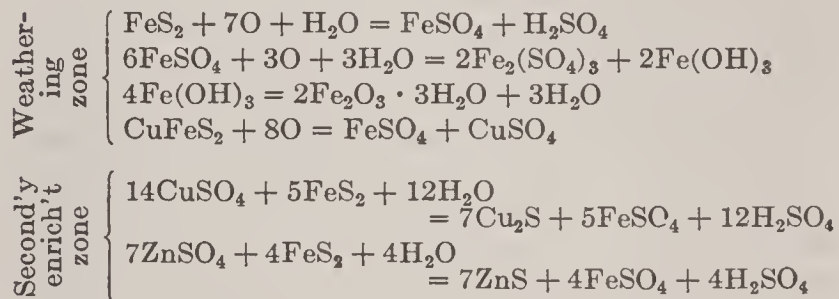 Weather-
ing
zone
FeS₂ + 7O + H₂O = FeSO₄ + H₂SO₄
6FeSO₄ + 3O + 3H₂O = 2Fe₂(SO₄)₃ + 2Fe(OH)₃
4Fe(OH)₃ = 2Fe₂O₃ · 3H₂O + 3H₂O
CuFeS₂ + 8O = FeSO₄ + CuSO₄
Second'y
enrich't
zone
14CuSO₄ + 5FeS₂ + 12H₂O
= 7Cu₂S + 5FeSO₄ + 12H₂SO₄
7ZnSO₄ + 4FeS₂ + 4H₂O
= 7ZnS + 4FeSO₄ + 4H₂SO₄